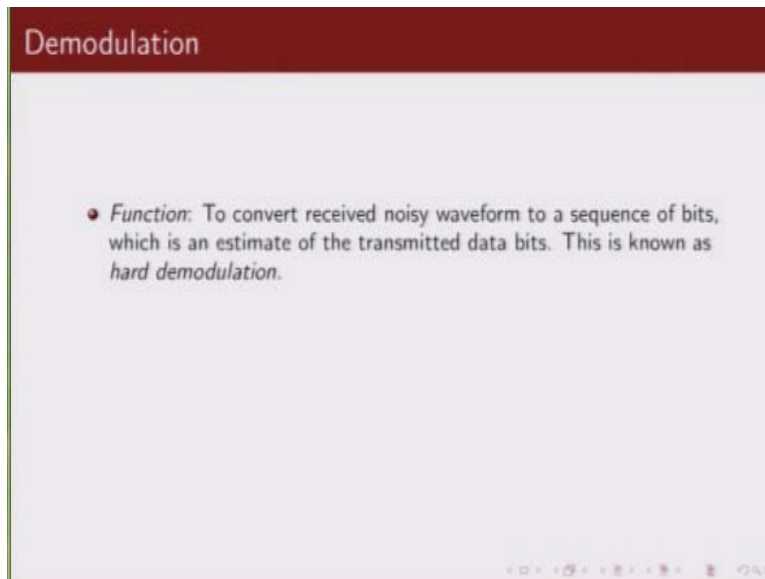 Demodulation
Function: To convert received noisy waveform to a sequence of bits,
which is an estimate of the transmitted data bits. This is known as
hard demodulation.